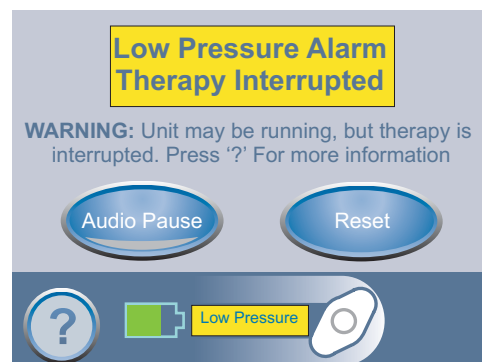 Low Pressure Alarm
Therapy Interrupted
WARNING: Unit may be running, but therapy is
interrupted. Press ‘?’ For more information
Audio Pause
Reset
?
Low Pressure